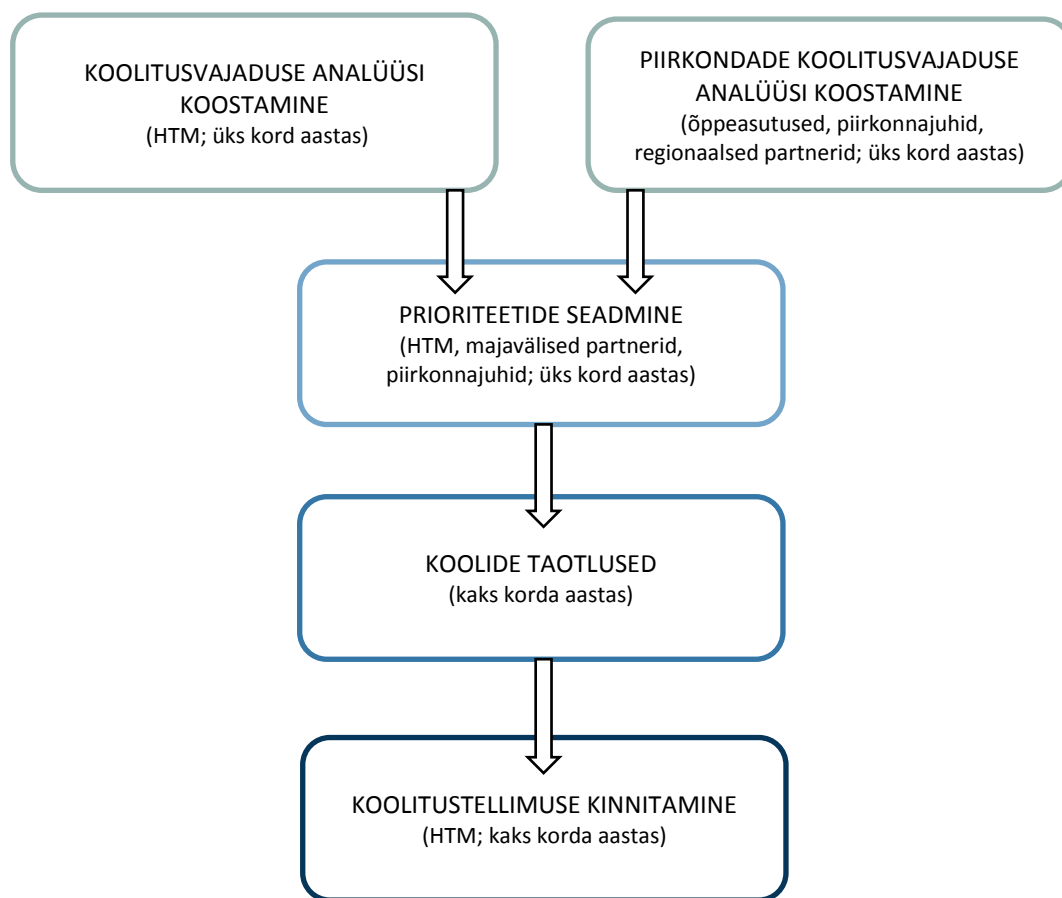 KOOLITUSVAJADUSE ANALÜÜSI
KOOSTAMINE
(HTM; üks kord aastas)
PIIRKONDADE KOOLITUSVAJADUSE
ANALÜÜSI KOOSTAMINE
(õppeasutused, piirkonnajuhid,
regionaalsed partnerid; üks kord aastas)
PRIORITEETIDE SEADMINE
(HTM, majavälised partnerid,
piirkonnajuhid; üks kord aastas)
KOOLIDE TAOTLUSED
(kaks korda aastas)
KOOLITUSTELLIMUSE KINNITAMINE
(HTM; kaks korda aastas)